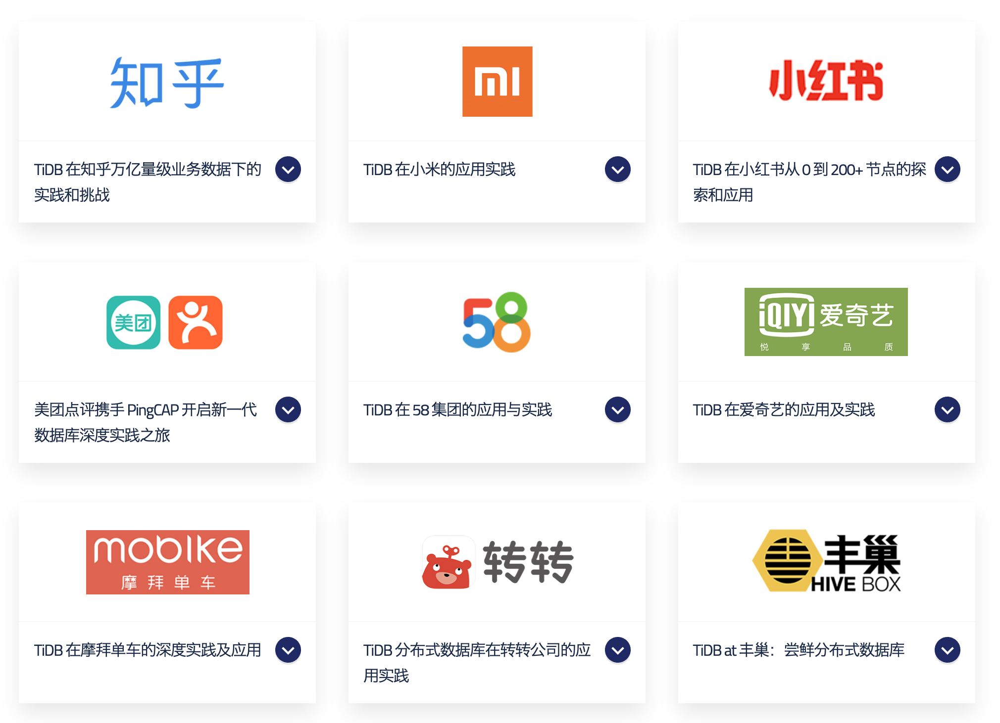 知乎
mi
小红书
TiDB 在知乎万亿量级业务数据下的
实践和挑战
TiDB 在小米的应用实践
TiDB 在小红书从 0 到 200+ 节点的探
索和应用
美团
58
iQIYI 爱奇艺
悦享品质
美团点评携手 PingCAP 开启新一代
数据库深度实践之旅
TiDB 在 58 集团的应用与实践
TiDB 在爱奇艺的应用及实践
mobike
摩拜单车
转转
丰巢
HIVE BOX
TiDB 在摩拜单车的深度实践及应用
TiDB 分布式数据库在转转公司的应
用实践
TiDB at 丰巢：尝鲜分布式数据库